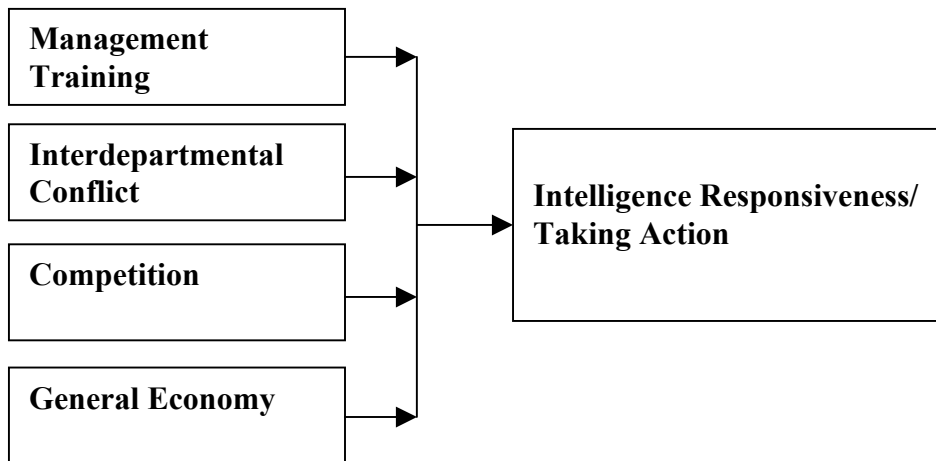 Management
Training
Interdepartmental
Conflict
Competition
General Economy
Intelligence Responsiveness/
Taking Action